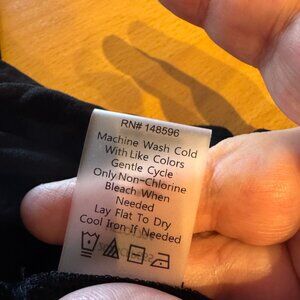 RN# 148596
Machine Wash Cold
With Like Colors
Gentle Cycle
Only Non-Chlorine
Bleach When
Needed
Lay Flat To Dry
Cool Iron If Needed